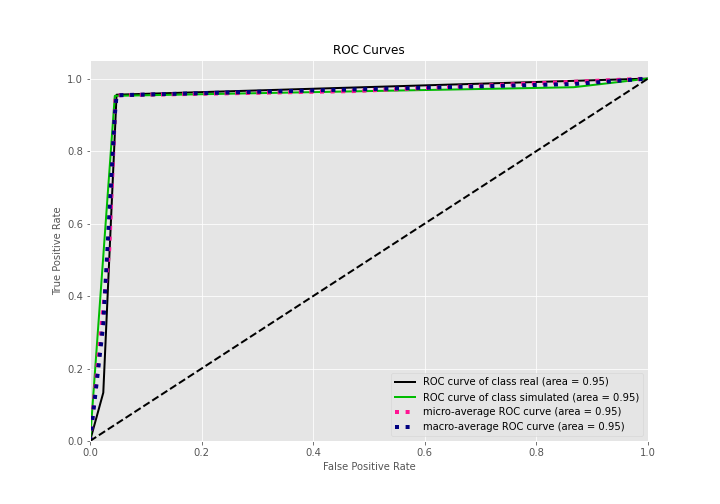 ROC Curves
True Positive Rate
1.0
0.8
0.6
0.4
0.2
0.0
0.0 0.2 0.4 0.6 0.8 1.0
False Positive Rate
ROC curve of class real (area = 0.95)
ROC curve of class simulated (area = 0.95)
micro-average ROC curve (area = 0.95)
macro-average ROC curve (area = 0.95)